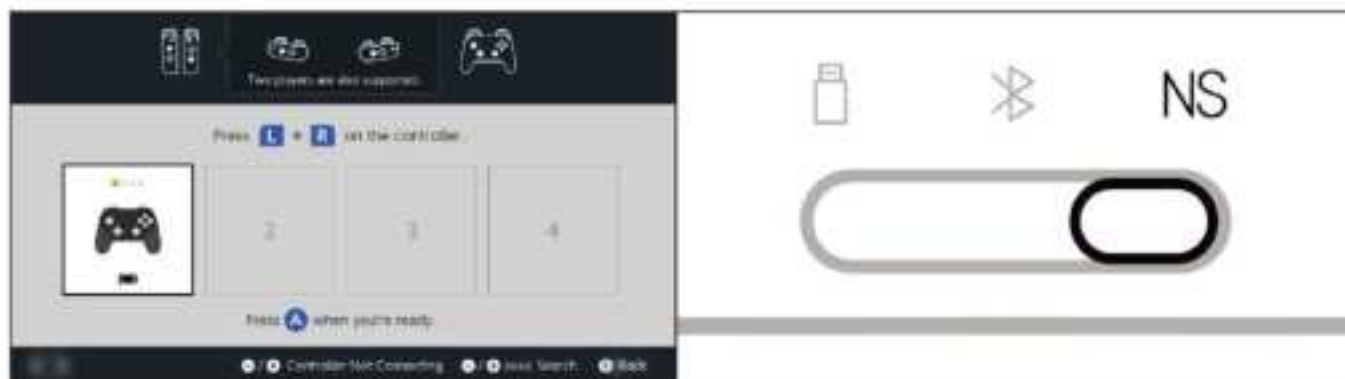 Two players are also supported.
Press L + R on the controller.
2 3 4
Press A when you're ready.
Controller Not Connecting
Search
Back
NS